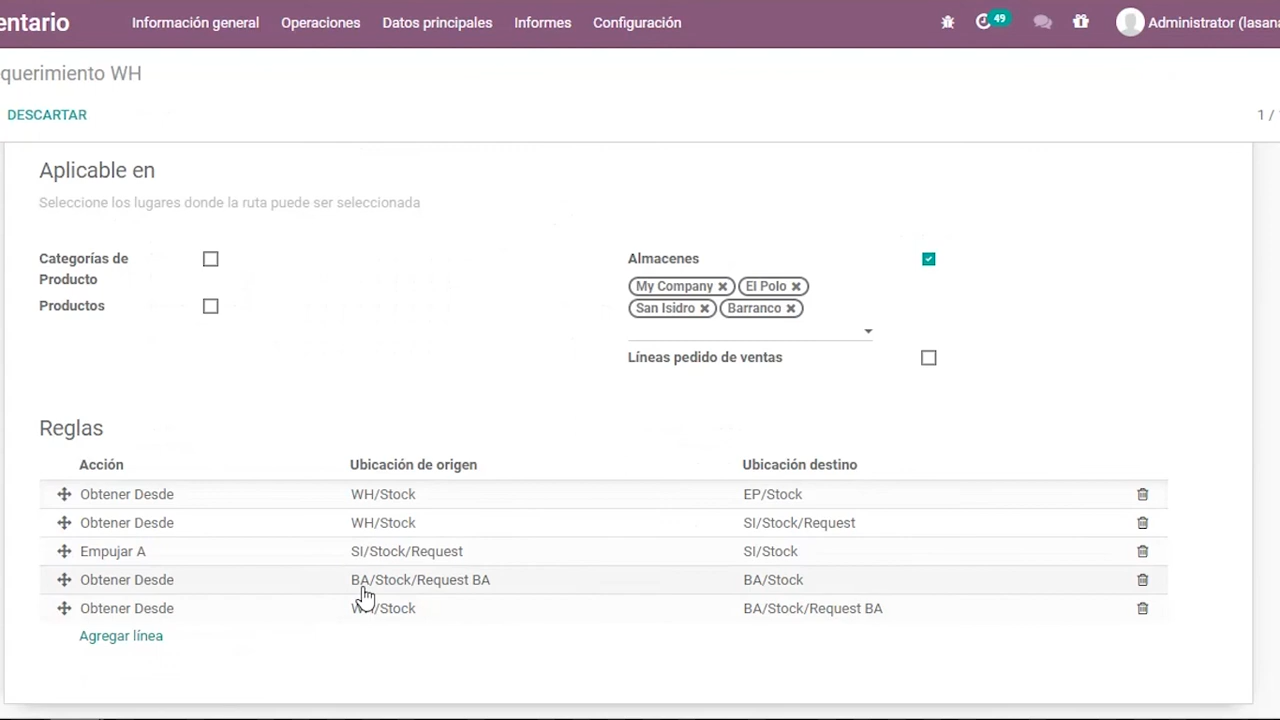 entario Información general Operaciones Datos principales Informes Configuración 49 Administrator (lasana
querimiento WH
DESCARTAR 1 /
Aplicable en
Seleccione los lugares donde la ruta puede ser seleccionada
Categorías de Producto
Almacenes
My Company El Polo
Productos
San Isidro Barranco
Líneas pedido de ventas
Reglas
Acción Ubicación de origen Ubicación destino
Obtener Desde WH/Stock EP/Stock
Obtener Desde WH/Stock SI/Stock/Request
Empujar A SI/Stock/Request SI/Stock
Obtener Desde BA/Stock/Request BA BA/Stock
Obtener Desde WH/Stock BA/Stock/Request BA
Agregar línea